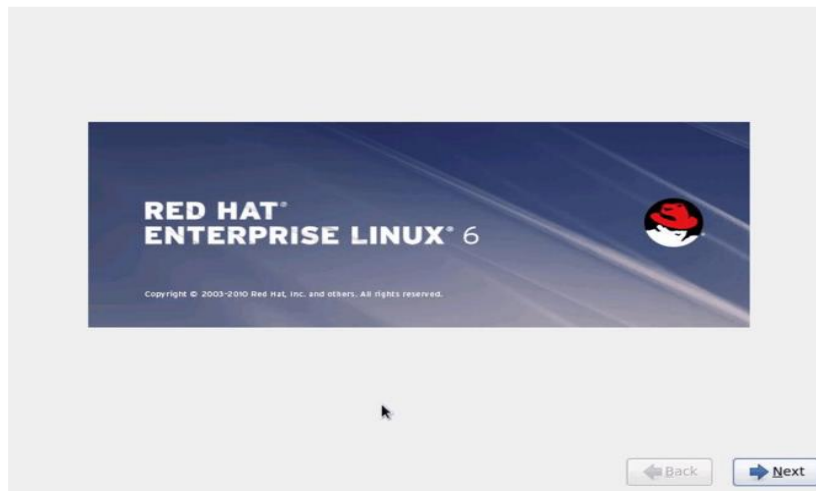 RED HAT®
ENTERPRISE LINUX® 6
Copyright © 2003-2010 Red Hat, Inc. and others. All rights reserved.
Back
Next